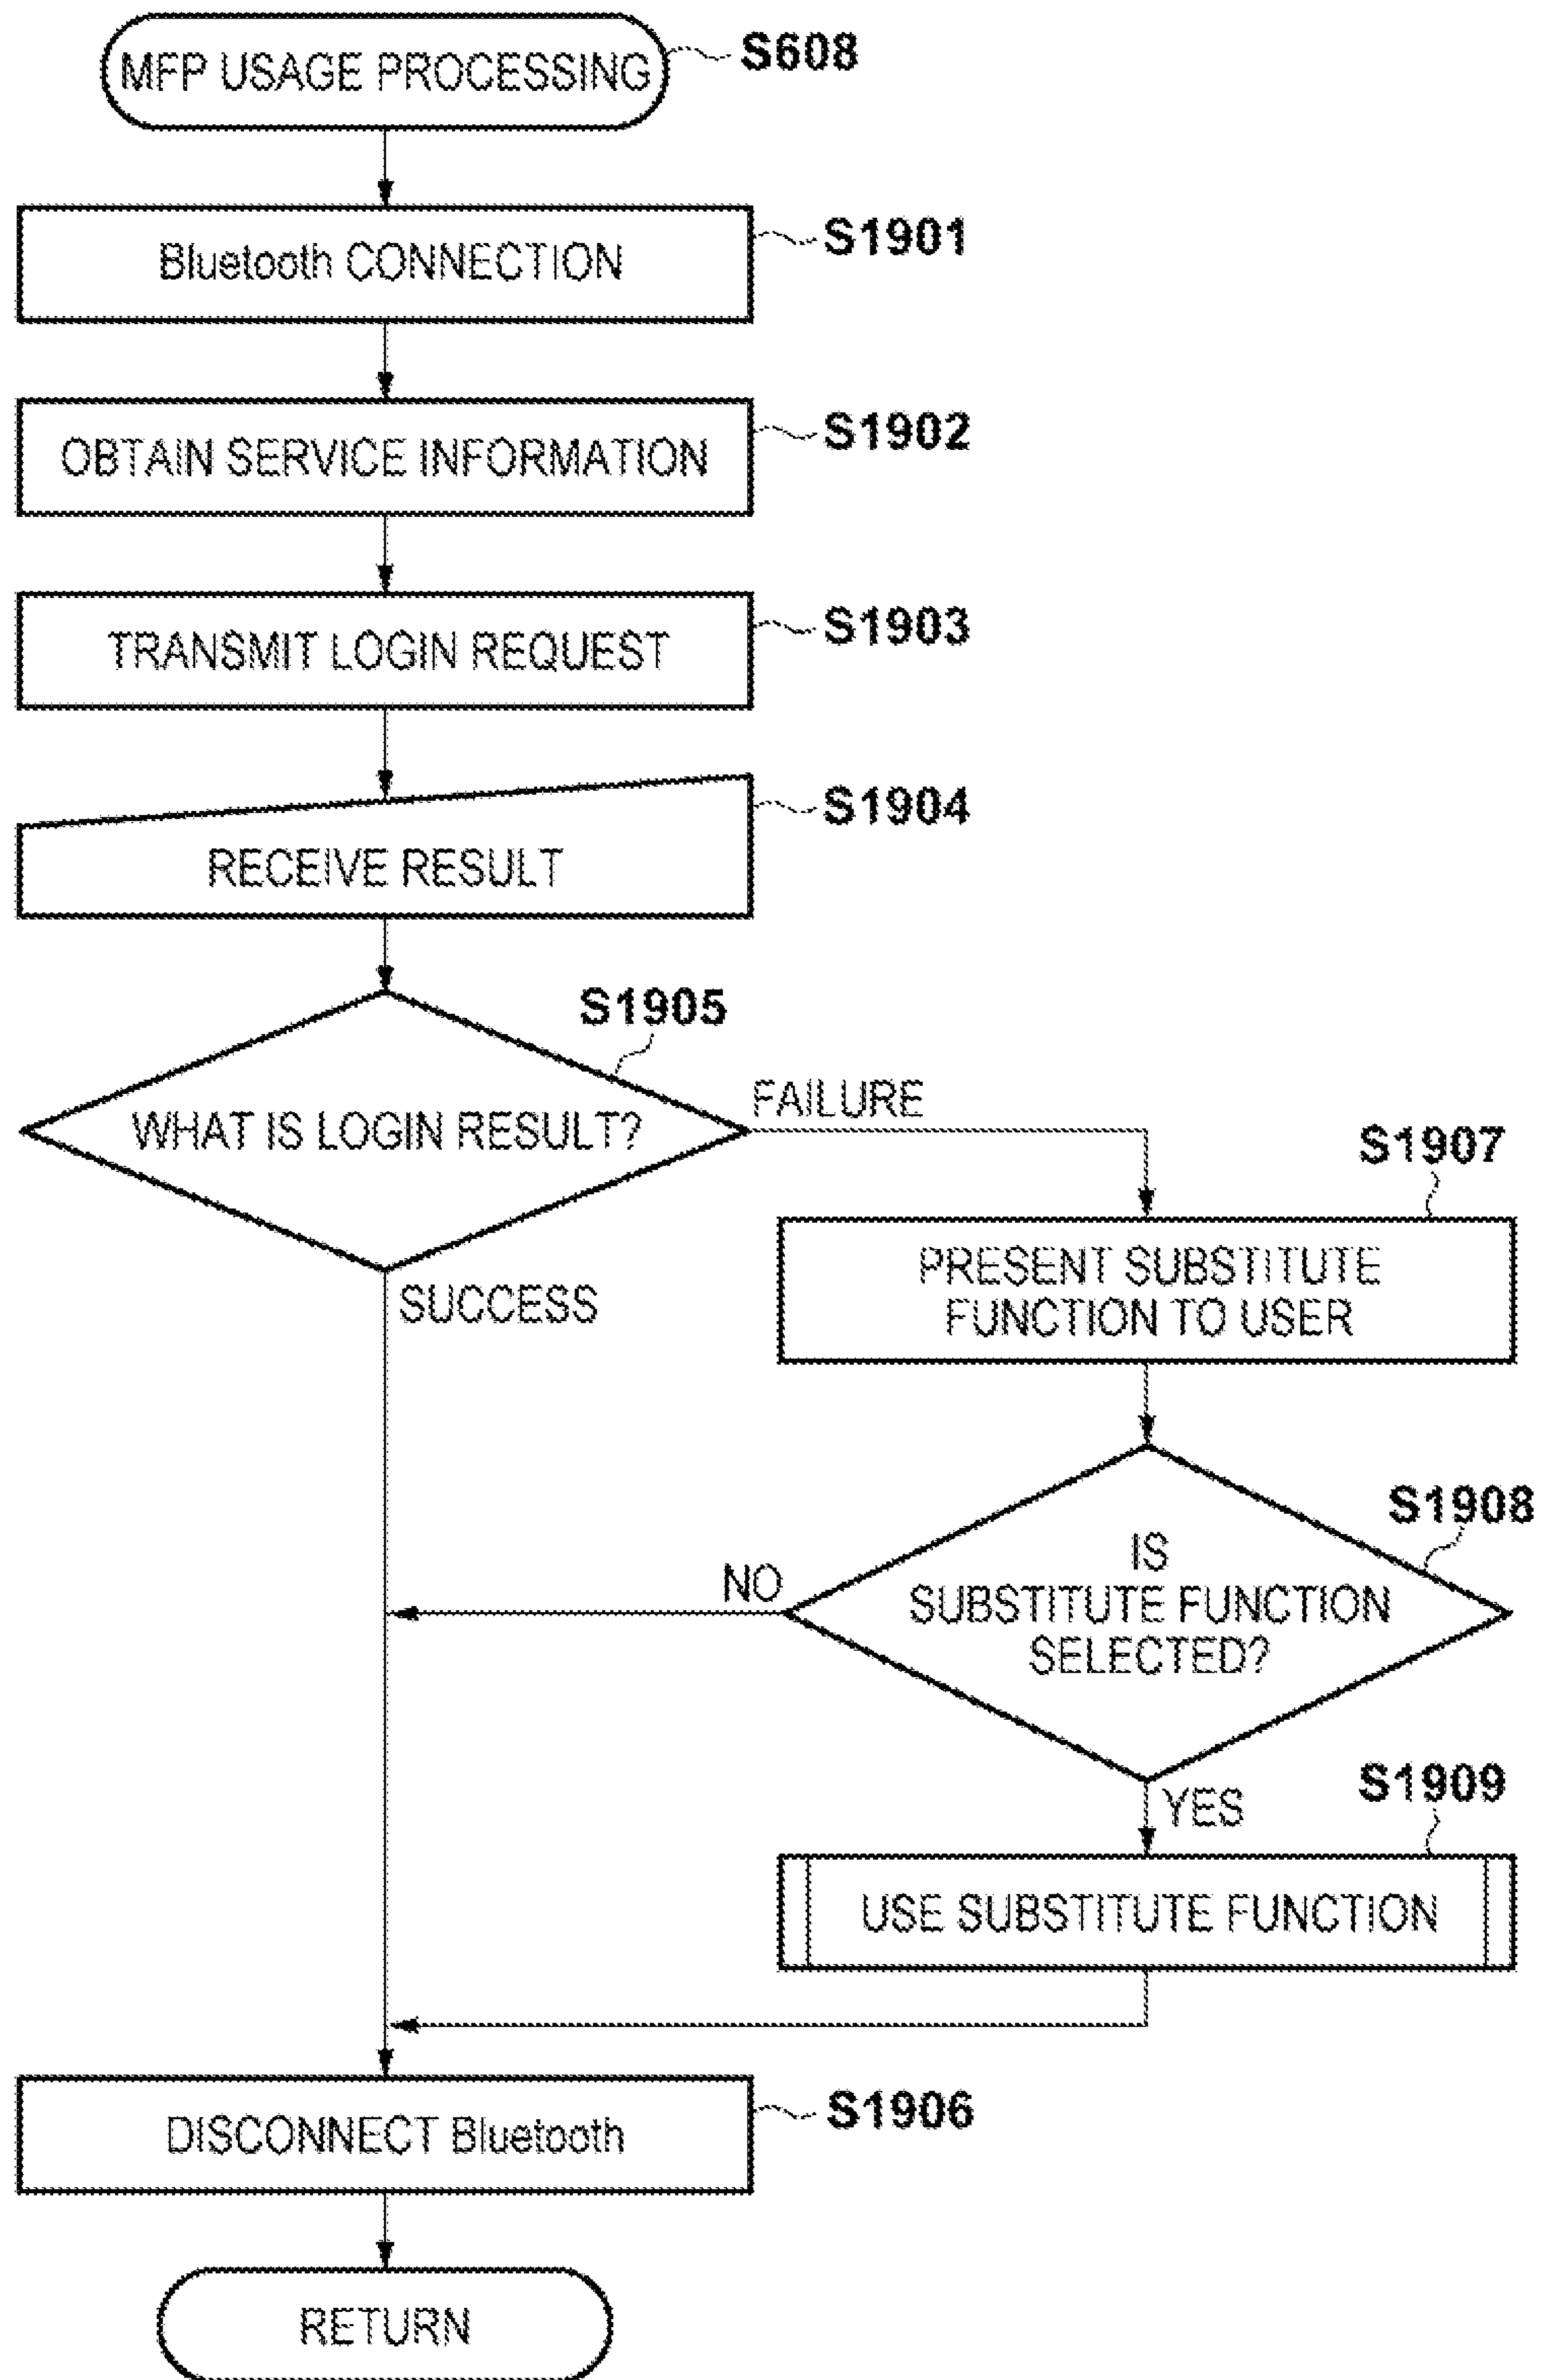 MFP USAGE PROCESSING
S608
Bluetooth CONNECTION
S1901
OBTAIN SERVICE INFORMATION
S1902
TRANSMIT LOGIN REQUEST
S1903
RECEIVE RESULT
S1904
S1905
WHAT IS LOGIN RESULT?
FAILURE
SUCCESS
S1907
PRESENT SUBSTITUTE
FUNCTION TO USER
S1908
IS
SUBSTITUTE FUNCTION
SELECTED?
NO
YES
S1909
USE SUBSTITUTE FUNCTION
DISCONNECT Bluetooth
S1906
RETURN